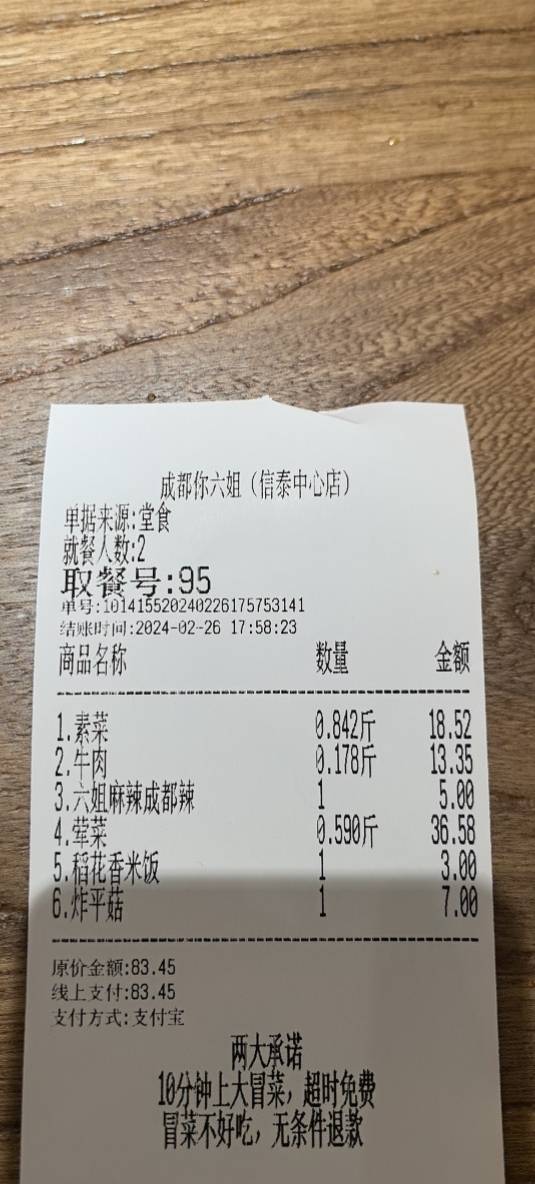 成都你六姐（信泰中心店）
单据来源:堂食
就餐人数:2
取餐号:95
单号:101415520240226175753141
结账时间:2024-02-26 17:58:23
商品名称 数量 金额
1.素菜 0.842斤 18.52
2.牛肉 0.178斤 13.35
3.六姐麻辣成都辣 1 5.00
4.荤菜 0.590斤 36.58
5.稻花香米饭 1 3.00
6.炸平菇 1 7.00
原价金额:83.45
线上支付:83.45
支付方式:支付宝
两大承诺
10分钟上大冒菜，超时免费
冒菜不好吃，无条件退款